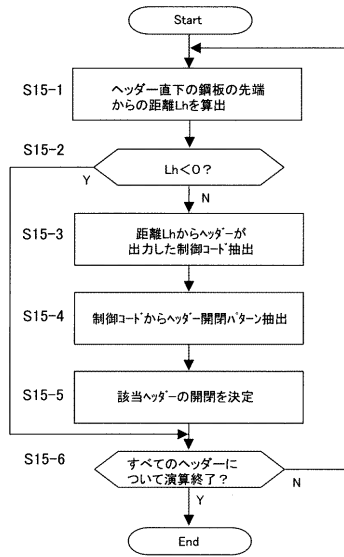 Start
S15-1
ヘッダー直下の鋼板の先端
からの距離Lhを算出
S15-2
Lh<0?
Y
N
S15-3
距離Lhからヘッダーが
出力した制御コード抽出
S15-4
制御コードからヘッダー開閉パターン抽出
S15-5
該当ヘッダーの開閉を決定
S15-6
すべてのヘッダーに
ついて演算終了?
N
Y
End